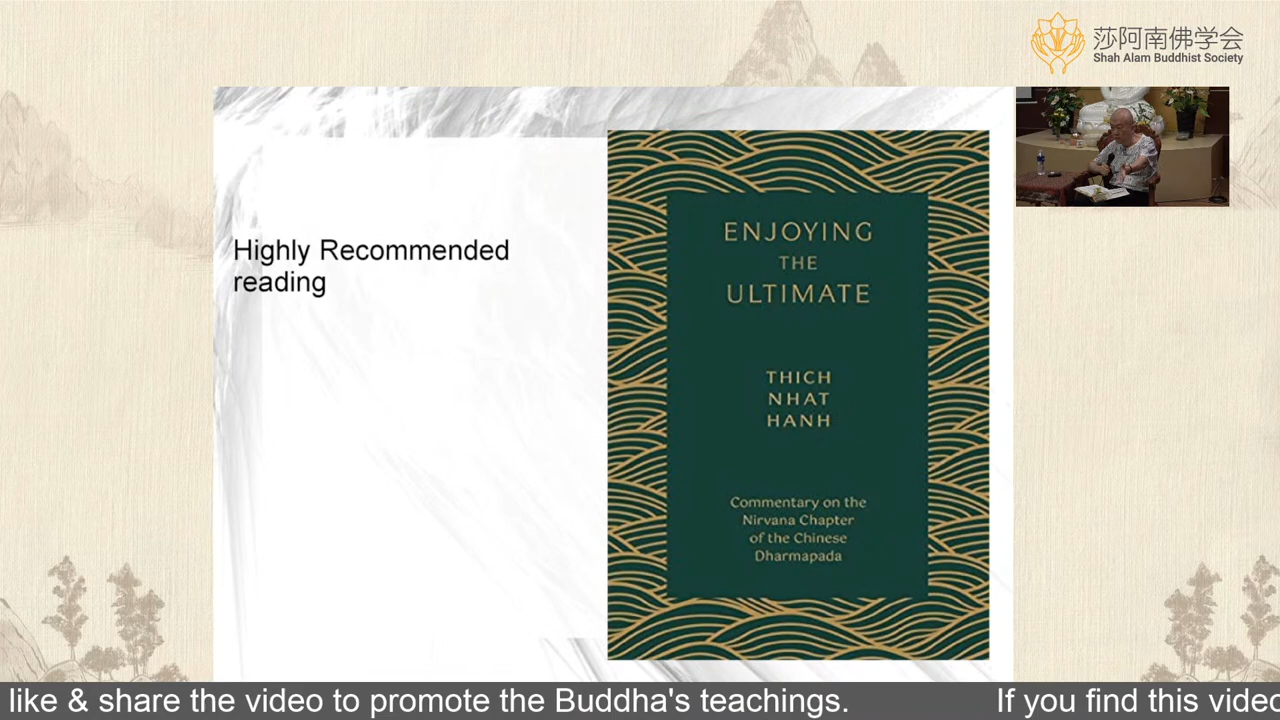 莎阿南佛学会
Shah Alam Buddhist Society
Highly Recommended
reading
ENJOYING
THE
ULTIMATE
THICH
NHAT
HANH
Commentary on the
Nirvana Chapter
of the Chinese
Dharmapada
like & share the video to promote the Buddha's teachings.
If you find this video